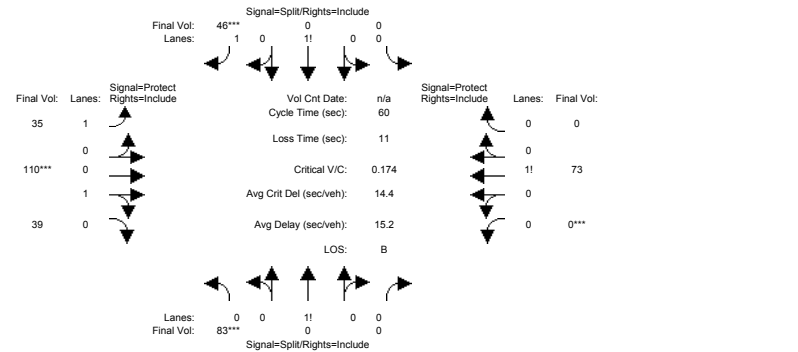 Signal=Split/Rights=Include
Final Vol: 46*** 0 0
Lanes: 1 0 1! 0 0
Signal=Protect Signal=Protect
Final Vol: Lanes: Rights=Include Vol Cnt Date: n/a Rights=Include Lanes: Final Vol:
Cycle Time (sec): 60
35 1 0 0
Loss Time (sec): 11
0 0
110*** 0 Critical V/C: 0.174 1! 73
1 Avg Crit Del (sec/veh): 14.4 0
39 0 Avg Delay (sec/veh): 15.2 0 0***
LOS: B
Lanes: 0 0 1! 0 0
Final Vol: 83*** 0 0
Signal=Split/Rights=Include